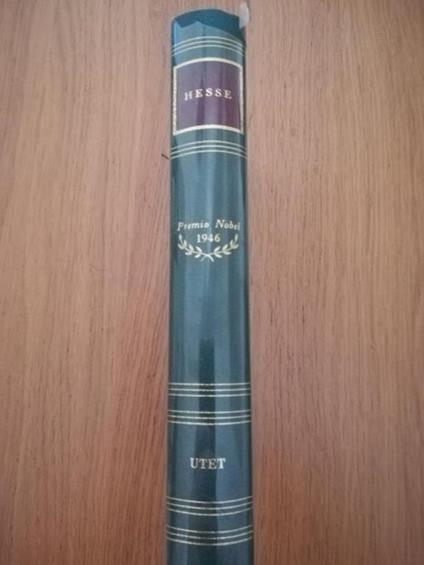 HESSE
Premio Nobel
1946
UTET